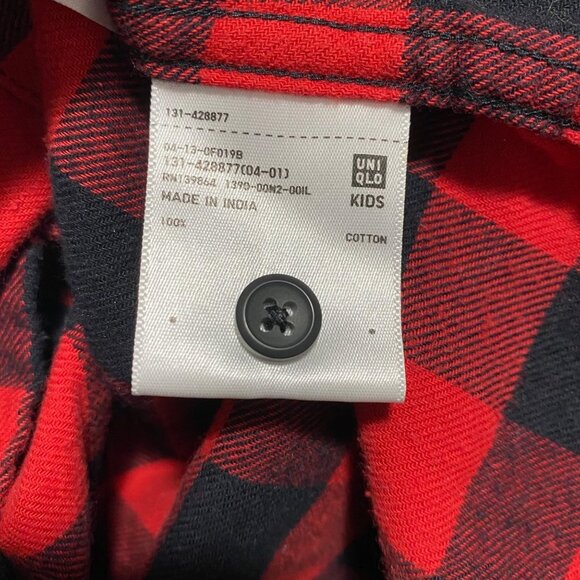 131-428877
04-13-0F019B
131-428877(04-01)
RN139864 1390-00N2-00IL
MADE IN INDIA
100% COTTON
UNI
QLO
KIDS